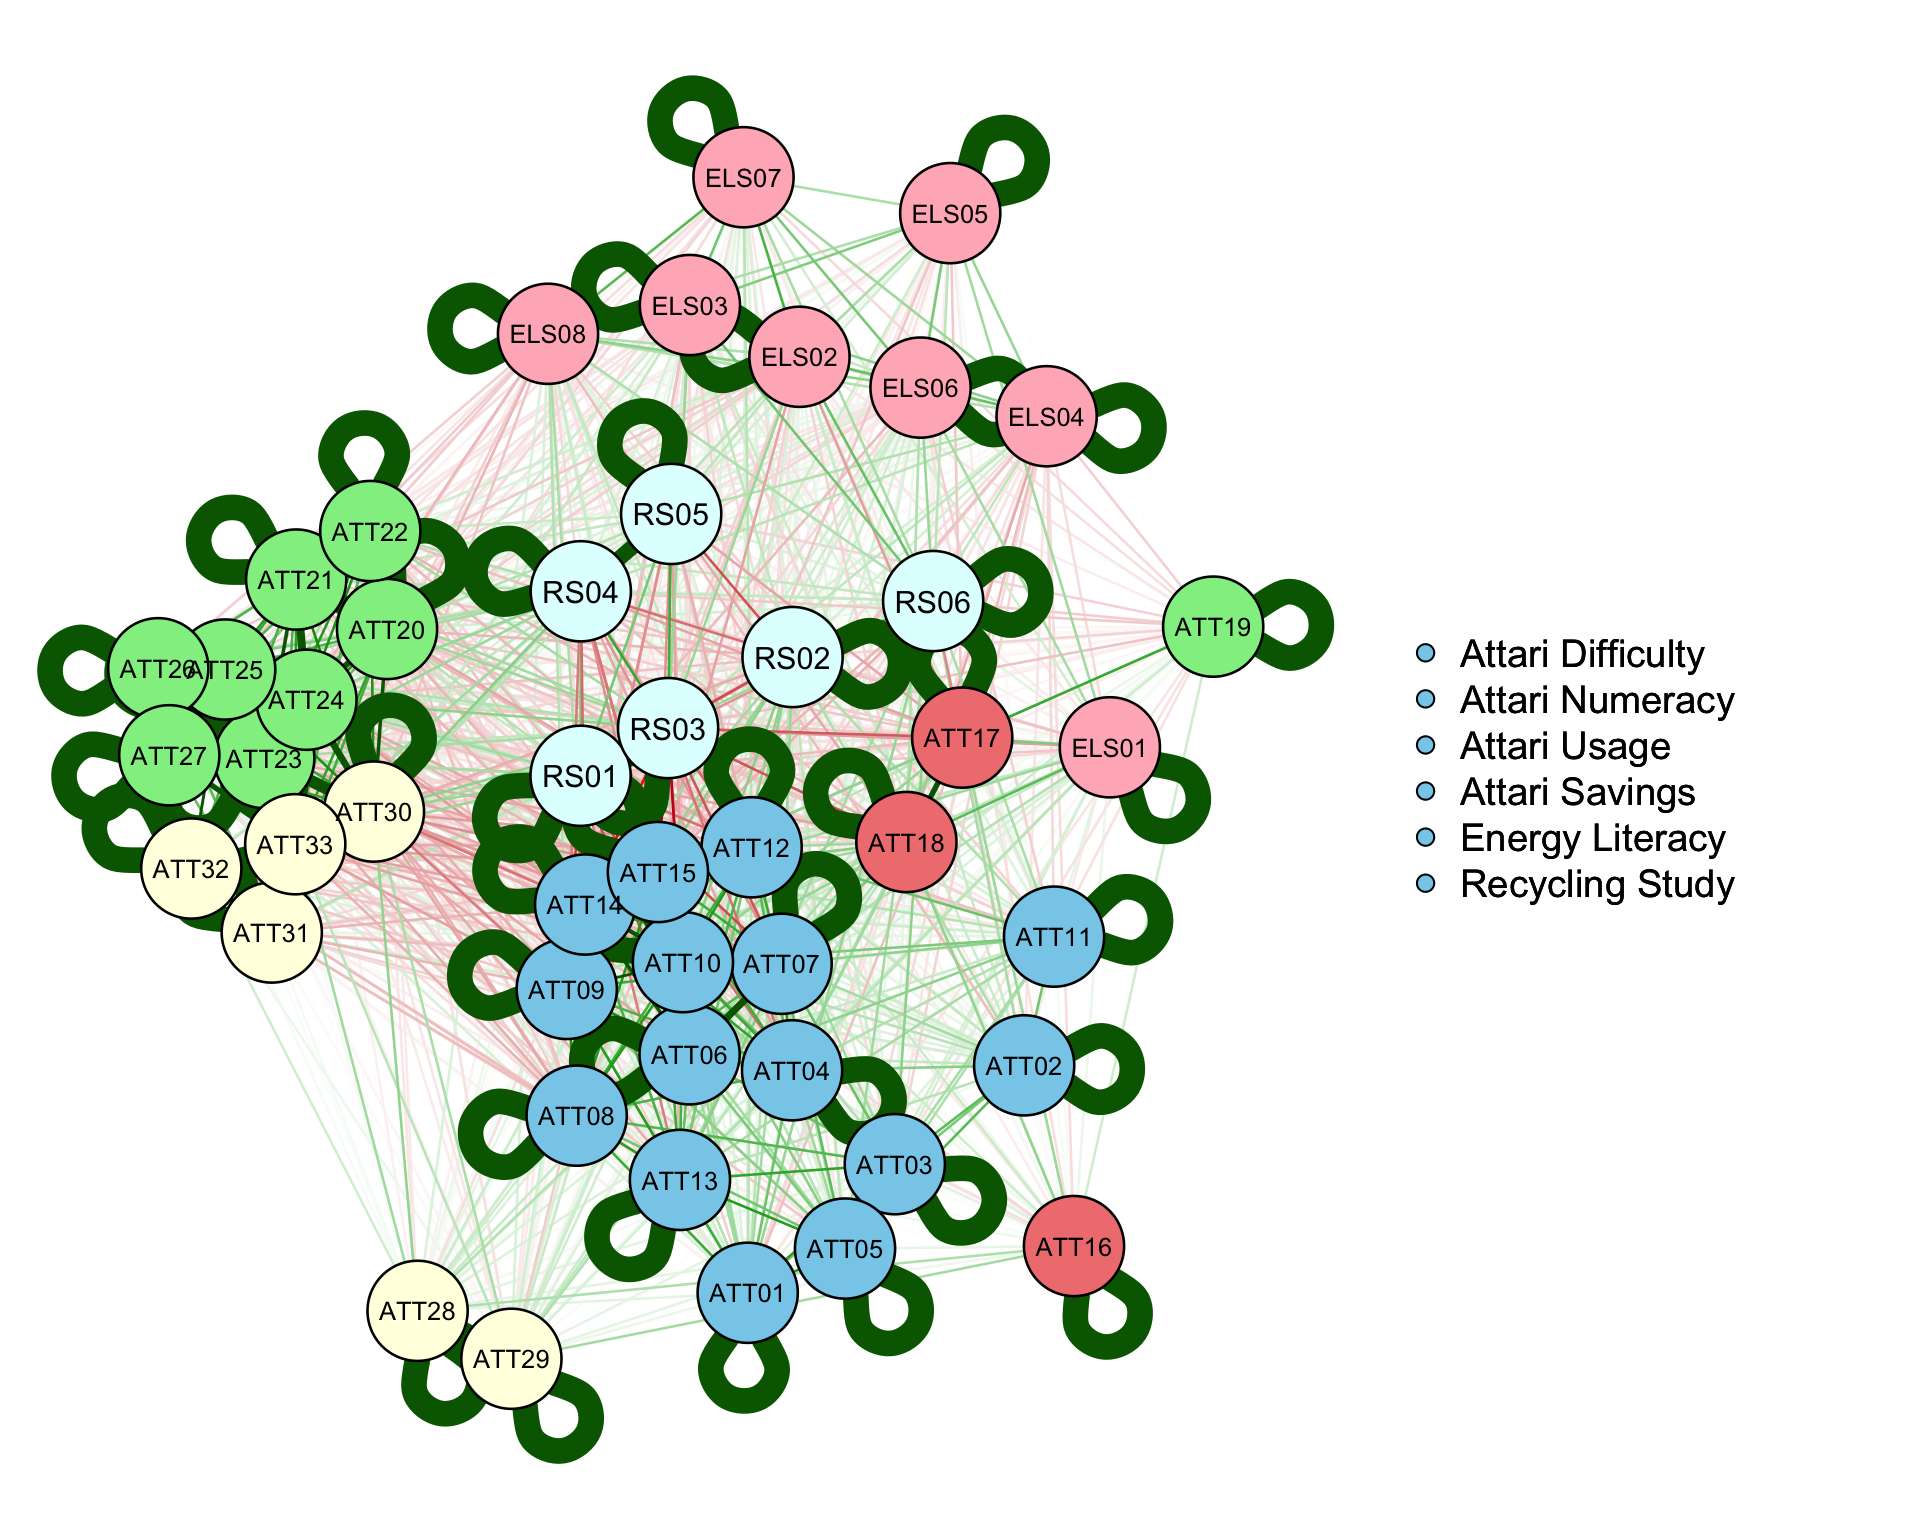 ELS07
ELS05
ELS03
ELS08
ELS02
ELS06
ELS04
RS05
ATT22
ATT21
RS04
RS06
ATT20
ATT19
RS02
ATT26
ATT25
ATT24
RS03
ATT17
ELS01
ATT27
ATT23
RS01
ATT30
ATT33
ATT18
ATT12
ATT32
ATT15
ATT14
ATT31
ATT11
ATT10
ATT07
ATT09
ATT06
ATT04
ATT02
ATT08
ATT03
ATT13
ATT05
ATT16
ATT01
ATT28
ATT29
Attari Difficulty
Attari Numeracy
Attari Usage
Attari Savings
Energy Literacy
Recycling Study